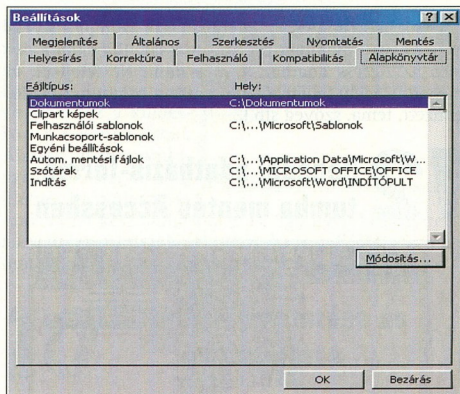 Beállítások
Megjelenítés Általános Szerkesztés Nyomtatás Mentés
Helyesírás Korrektúra Felhasználó Kompatibilitás Alapkönyvtár
Fájltípus: Hely:
Dokumentumok C:\Dokumentumok
Clipart képek
Felhasználói sablonok C:\...\Microsoft\Sablonok
Munkacsoport-sablonok
Egyéni beállítások
Autom. mentési fájlok C:\...\Application Data\Microsoft\W...
Szótárak C:\...\MICROSOFT OFFICE\OFFICE
Indítás C:\...\Microsoft\Word\INDÍTÓPULT
Módosítás...
OK Bezárás